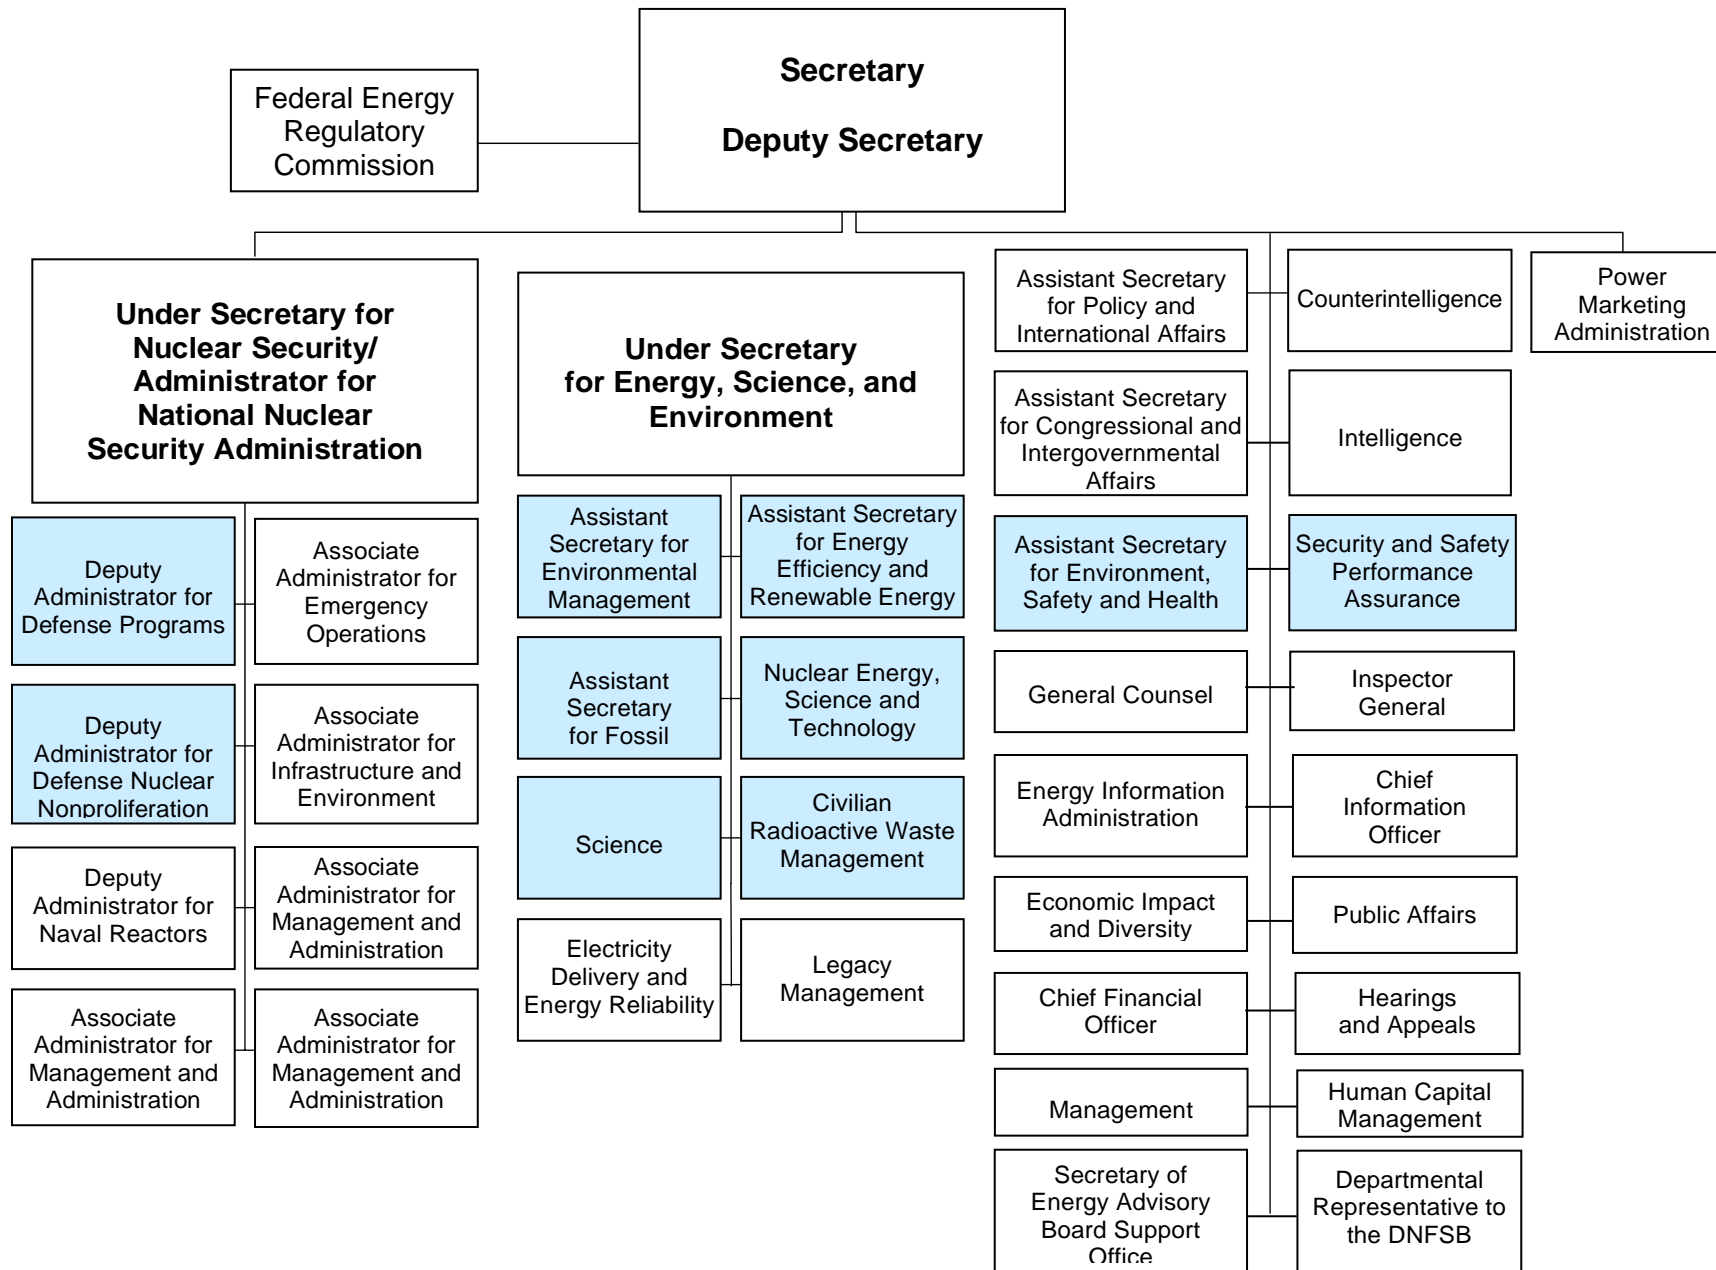 Secretary
Deputy Secretary
Federal Energy
Regulatory
Commission
Under Secretary for
Nuclear Security/
Administrator for
National Nuclear
Security Administration
Deputy
Administrator for
Defense Programs
Associate
Administrator for
Emergency
Operations
Deputy
Administrator for
Defense Nuclear
Nonproliferation
Associate
Administrator for
Infrastructure and
Environment
Deputy
Administrator for
Naval Reactors
Associate
Administrator for
Management and
Administration
Associate
Administrator for
Management and
Administration
Associate
Administrator for
Management and
Administration
Under Secretary
for Energy, Science, and
Environment
Assistant
Secretary for
Environmental
Management
Assistant Secretary
for Energy
Efficiency and
Renewable Energy
Assistant
Secretary
for Fossil
Nuclear Energy,
Science and
Technology
Science
Civilian
Radioactive Waste
Management
Electricity
Delivery and
Energy Reliability
Legacy
Management
Assistant Secretary
for Policy and
International Affairs
Counterintelligence
Power
Marketing
Administration
Assistant Secretary
for Congressional and
Intergovernmental
Affairs
Intelligence
Assistant Secretary
for Environment,
Safety and Health
Security and Safety
Performance
Assurance
General Counsel
Inspector
General
Energy Information
Administration
Chief
Information
Officer
Economic Impact
and Diversity
Public Affairs
Chief Financial
Officer
Hearings
and Appeals
Management
Human Capital
Management
Secretary of
Energy Advisory
Board Support
Office
Departmental
Representative to
the DNFSB